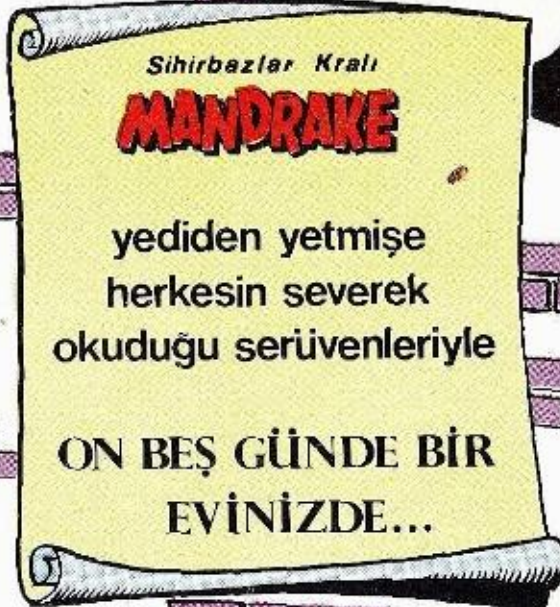 Sihirbazlar Kralı
MANDRAKE
yediden yetmişe
herkesin severek
okuduğu serüvenleriyle
ON BEŞ GÜNDE BİR
EVİNİZDE...